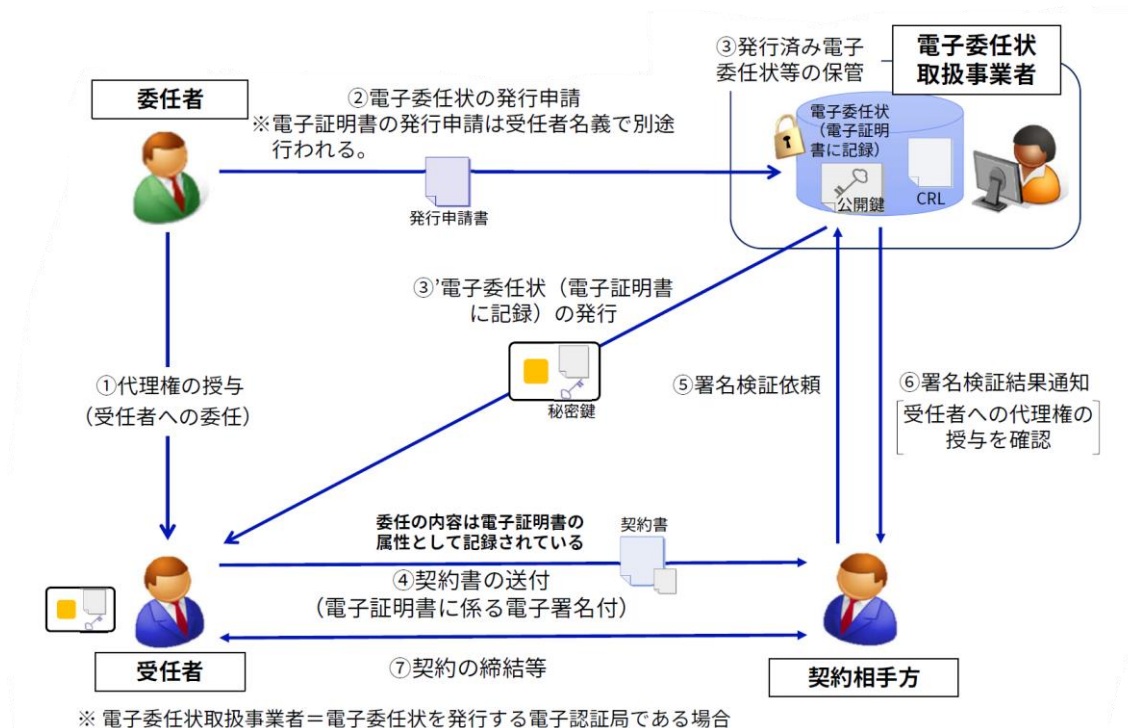 ③発行済み電子
委任状等の保管
電子委任状
取扱事業者
委任者
②電子委任状の発行申請
※電子証明書の発行申請は受任者名義で別途
行われる。
発行申請書
電子委任状
（電子証明
書に記録）
公開鍵
CRL
③’電子委任状（電子証明書
に記録）の発行
秘密鍵
①代理権の授与
（受任者への委任）
⑤署名検証依頼
⑥署名検証結果通知
受任者への代理権の
授与を確認
委任の内容は電子証明書の
属性として記録されている
契約書
④契約書の送付
（電子証明書に係る電子署名付）
受任者
⑦契約の締結等
契約相手方
※ 電子委任状取扱事業者＝電子委任状を発行する電子認証局である場合